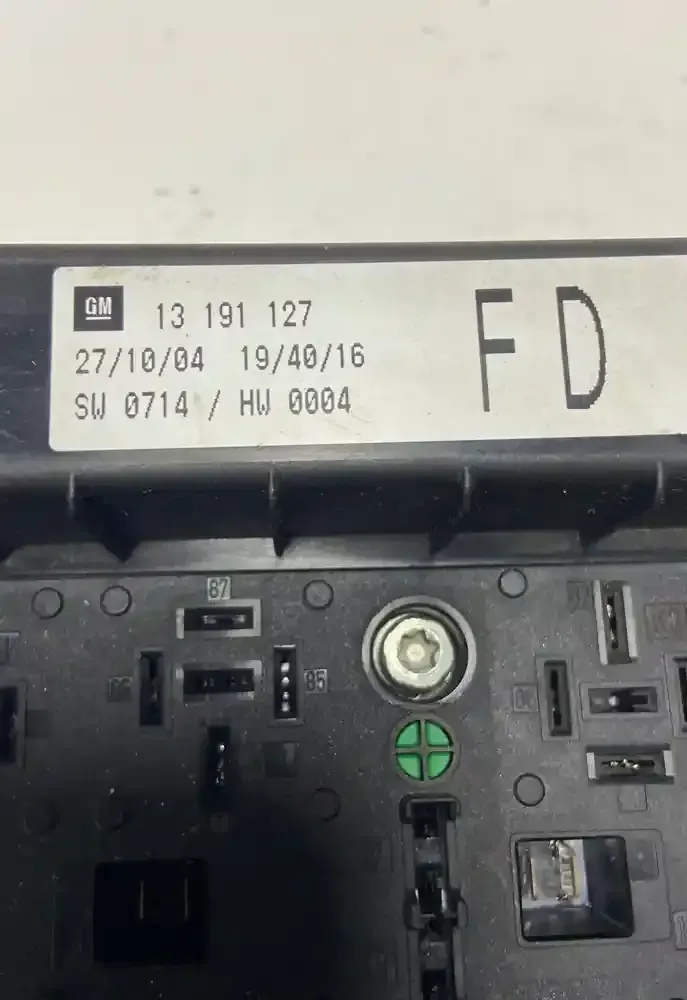 GM 13 191 127
27/10/04 19/40/16
SW 0714 / HW 0004
FD
87
85